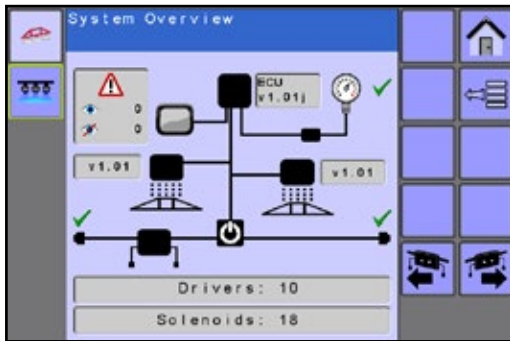 System Overview
ECU
v1.01j
0
0
v1.01
v1.01
Drivers: 10
Solenoids: 18